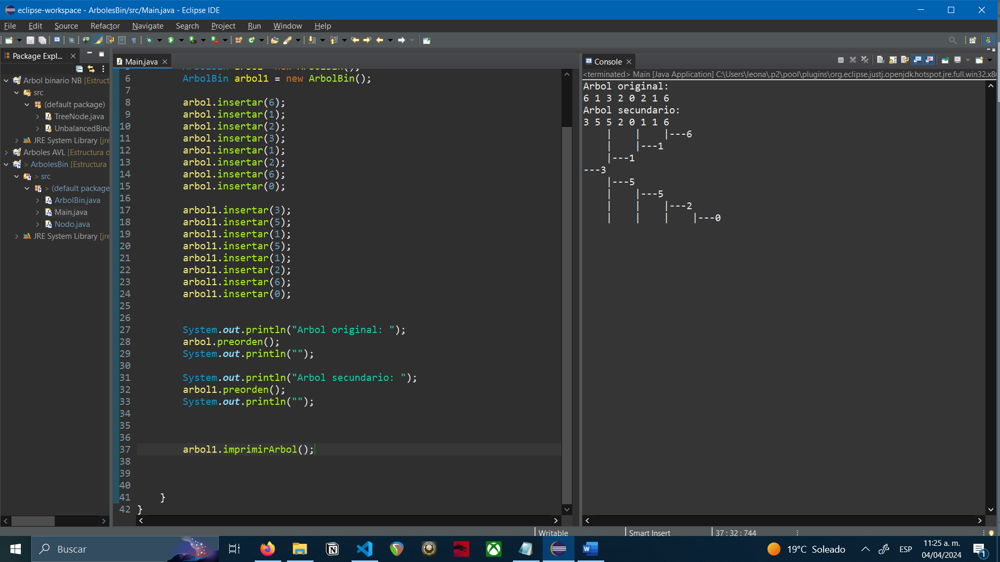 eclipse-workspace - ArbolesBin/src/Main.java - Eclipse IDE
File Edit Source Refactor Navigate Search Project Run Window Help
Package Expl...
Arbol binario NB [Estruct
src
(default package)
TreeNode.java
UnbalancedBina
JRE System Library [jre
Arboles AVL [Estructura d
> ArbolesBin [Estructura
> src
> (default package
ArbolBin.java
Main.java
Nodo.java
JRE System Library [jre
Main.java
5 ArbolBin arbol = new ArbolBin();
6 ArbolBin arbol1 = new ArbolBin();
7
8 arbol.insertar(6);
9 arbol.insertar(1);
10 arbol.insertar(2);
11 arbol.insertar(3);
12 arbol.insertar(1);
13 arbol.insertar(2);
14 arbol.insertar(6);
15 arbol.insertar(0);
16
17 arbol1.insertar(3);
18 arbol1.insertar(5);
19 arbol1.insertar(1);
20 arbol1.insertar(5);
21 arbol1.insertar(1);
22 arbol1.insertar(2);
23 arbol1.insertar(6);
24 arbol1.insertar(0);
25
26
27 System.out.println("Arbol original: ");
28 arbol.preorden();
29 System.out.println("");
30
31 System.out.println("Arbol secundario: ");
32 arbol1.preorden();
33 System.out.println("");
34
35
36
37 arbol1.imprimirArbol();
38
39
40
41 }
42 }
Console
<terminated> Main [Java Application] C:\Users\leona\.p2\pool\plugins\org.eclipse.justj.openjdk.hotspot.jre.full.win32.x8
Arbol original:
6 1 3 2 0 2 1 6
Arbol secundario:
3 5 5 2 0 1 1 6
    |    |    |---6
    |    |---1
    |---1
---3
    |---5
    |    |---5
    |    |    |---2
    |    |    |    |---0
Writable Smart Insert 37 : 32 : 744
Buscar
19°C Soleado
ESP
11:25 a. m.
04/04/2024
1